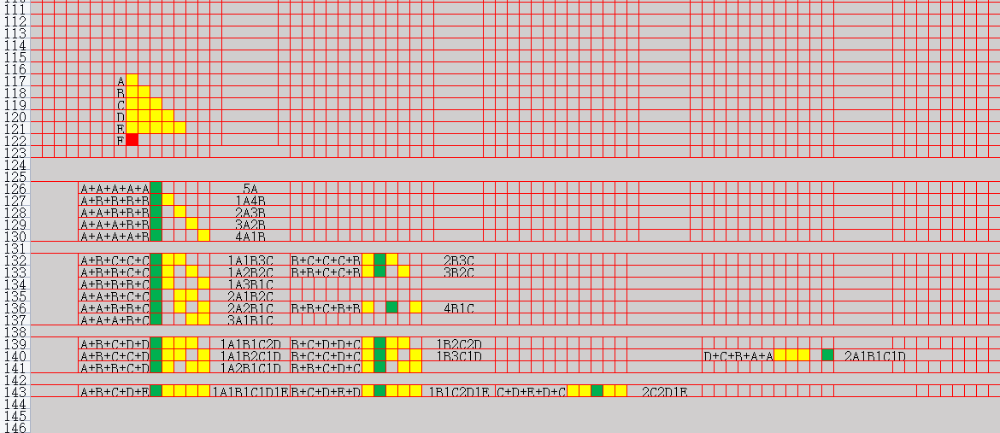 111
112
113
114
115
116
117 A
118 B
119 C
120 D
121 E
122 F
123
124
125
126 A+A+A+A+A 5A
127 A+B+B+B+B 1A4B
128 A+A+B+B+B 2A3B
129 A+A+A+B+B 3A2B
130 A+A+A+A+B 4A1B
131
132 A+B+C+C+C 1A1B3C B+C+C+C+B 2B3C
133 A+B+B+C+C 1A2B2C B+B+C+C+B 3B2C
134 A+B+B+B+C 1A3B1C
135 A+A+B+C+C 2A1B2C
136 A+A+B+B+C 2A2B1C B+B+C+B+B 4B1C
137 A+A+A+B+C 3A1B1C
138
139 A+B+C+D+D 1A1B1C2D B+C+D+D+C 1B2C2D
140 A+B+C+C+D 1A1B2C1D B+C+C+D+C 1B3C1D D+C+B+A+A 2A1B1C1D
141 A+B+B+C+D 1A2B1C1D B+B+C+D+C
142
143 A+B+C+D+E 1A1B1C1D1E B+C+D+E+D 1B1C2D1E C+D+E+D+C 2C2D1E
144
145
146